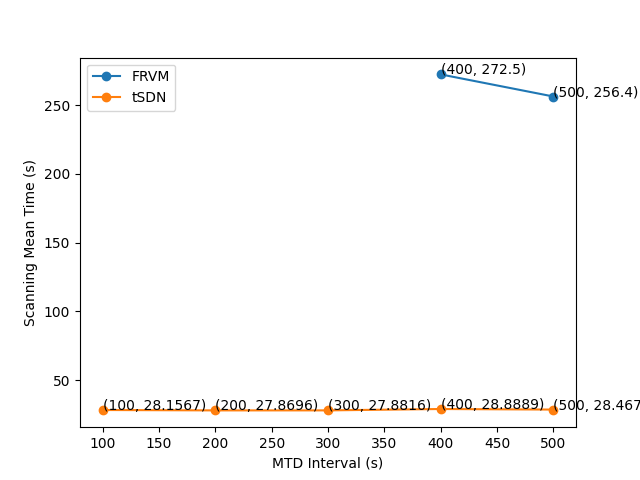 FRVM
tSDN
(400, 272.5)
(500, 256.4)
(100, 28.1567)
(200, 27.8696)
(300, 27.8816)
(400, 28.8889)
(500, 28.467
250
200
150
100
50
Scanning Mean Time (s)
100 150 200 250 300 350 400 450 500
MTD Interval (s)